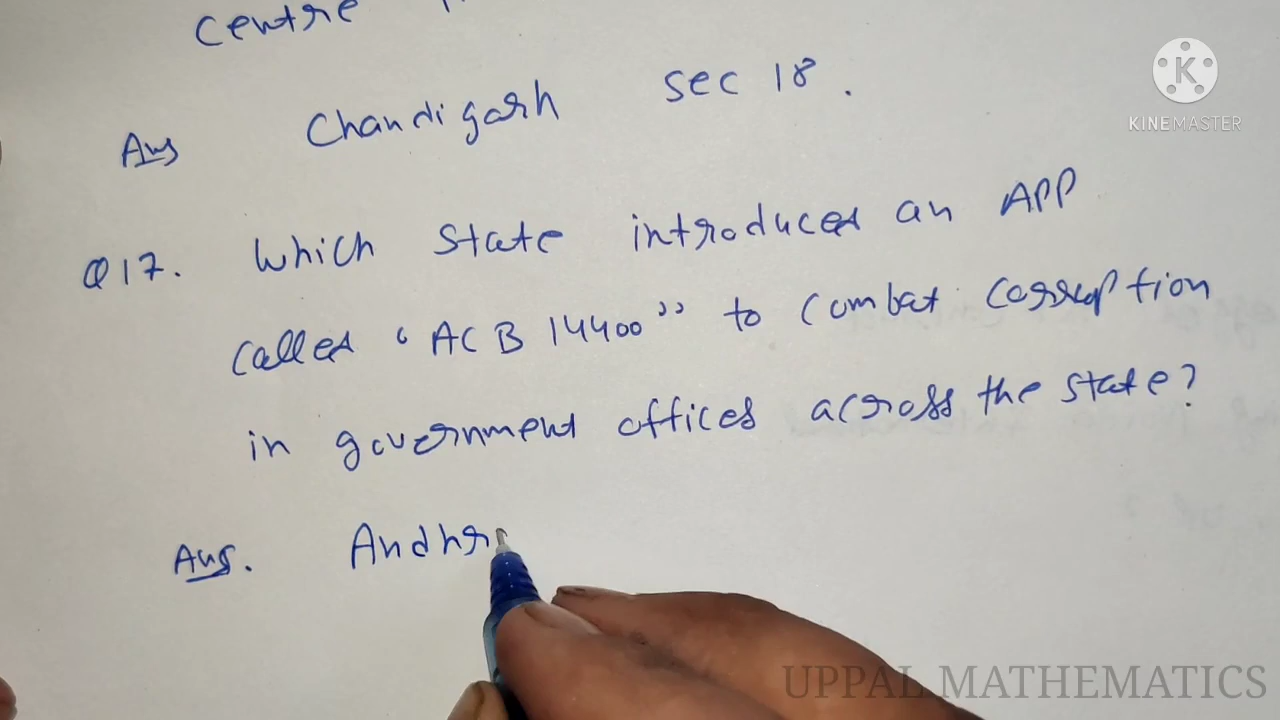 centre
Ans Chandigarh sec 18.
KINEMASTER
Q17. Which state introduced an APP
called "ACB 14400" to combat corruption
in government offices across the state?
Ans. Andhr
UPPAL MATHEMATICS